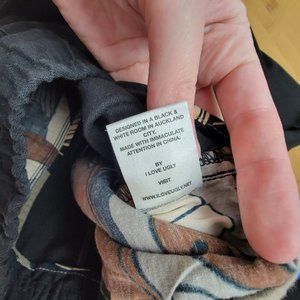 DESIGNED IN A BLACK &
WHITE ROOM IN AUCKLAND
CITY.
MADE WITH IMMACULATE
ATTENTION IN CHINA.
BY
I LOVE UGLY
VISIT
WWW.ILOVEUGLY.NET